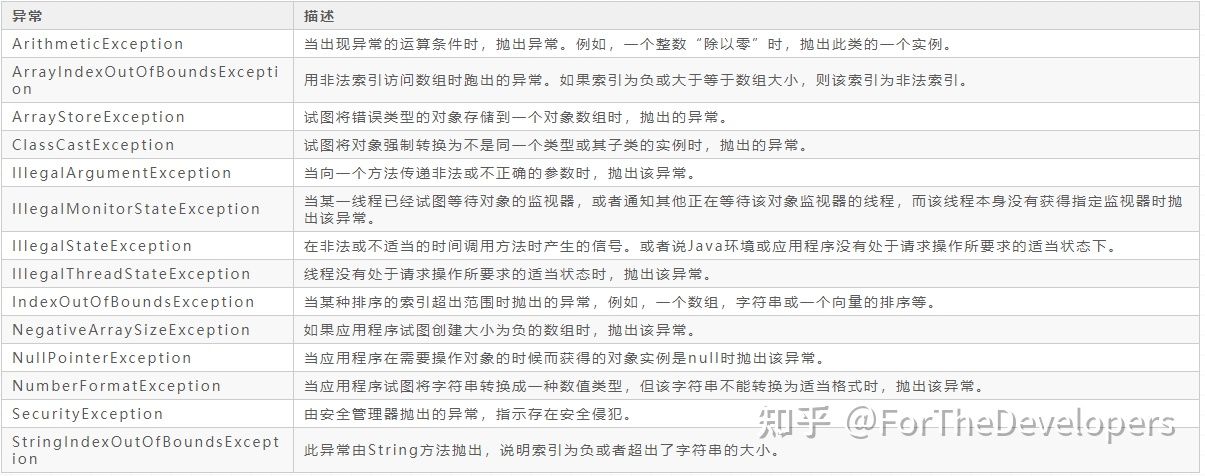 异常 描述
ArithmeticException 当出现异常的运算条件时，抛出异常。例如，一个整数“除以零”时，抛出此类的一个实例。
ArrayIndexOutOfBoundsExcepti
on
用非法索引访问数组时跑出的异常。如果索引为负或大于等于数组大小，则该索引为非法索引。
ArrayStoreException 试图将错误类型的对象存储到一个对象数组时，抛出的异常。
ClassCastException 试图将对象强制转换为不是同一个类型或其子类的实例时，抛出的异常。
IllegalArgumentException 当向一个方法传递非法或不正确的参数时，抛出该异常。
IllegalMonitorStateException
当某一线程已经试图等待对象的监视器，或者通知其他正在等待该对象监视器的线程，而该线程本身没有获得指定监视器时抛
出该异常。
IllegalStateException 在非法或不适当的时间调用方法时产生的信号。或者说Java环境或应用程序没有处于请求操作所要求的适当状态下。
IllegalThreadStateException 线程没有处于请求操作所要求的适当状态时，抛出该异常。
IndexOutOfBoundsException 当某种排序的索引超出范围时抛出的异常，例如，一个数组，字符串或一个向量的排序等。
NegativeArraySizeException 如果应用程序试图创建大小为负的数组时，抛出该异常。
NullPointerException 当应用程序在需要操作对象的时候而获得的对象实例是null时抛出该异常。
NumberFormatException 当应用程序试图将字符串转换成一种数值类型，但该字符串不能转换为适当格式时，抛出该异常。
SecurityException 由安全管理器抛出的异常，指示存在安全侵犯。
StringIndexOutOfBoundsExcept
ion
此异常由String方法抛出，说明索引为负或者超出了字符串的大小。
知乎 @ForTheDevelopers